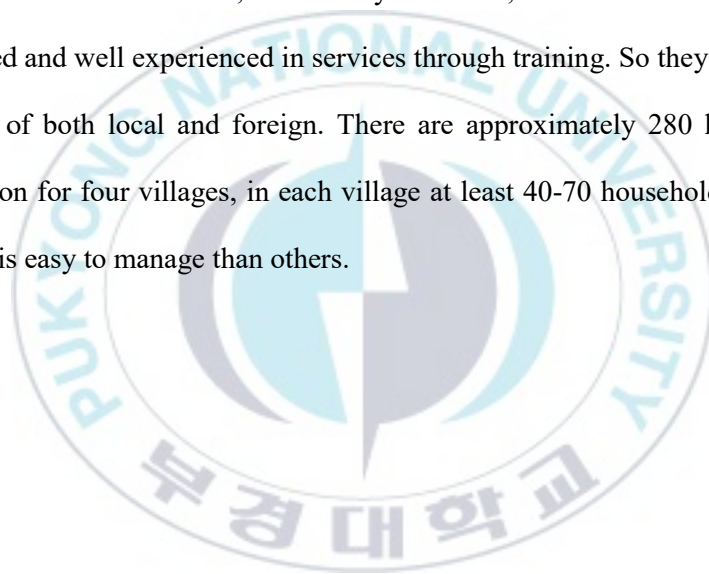 ed and well experienced in services through training. So they
of both local and foreign. There are approximately 280 h
on for four villages, in each village at least 40-70 household
is easy to manage than others.
PUKYONG NATIONAL UNIVERSITY
부경대학교